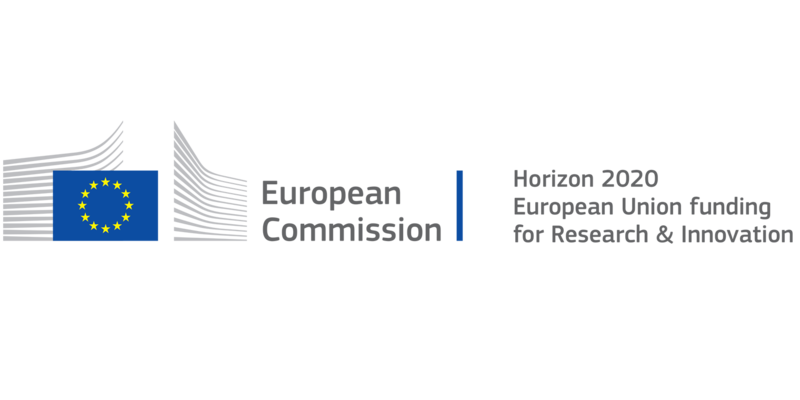 European
Commission
Horizon 2020
European Union funding
for Research & Innovation